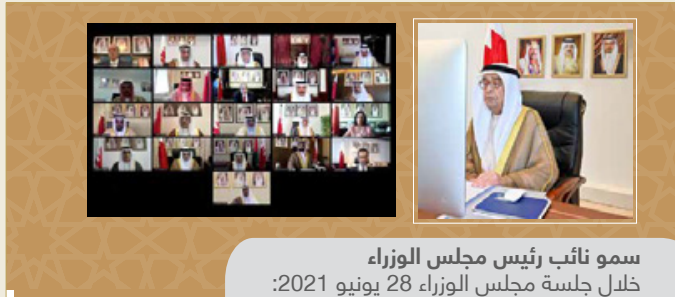 سمو نائب رئيس مجلس الوزراء
خلال جلسة مجلس الوزراء 28 يونيو 2021: